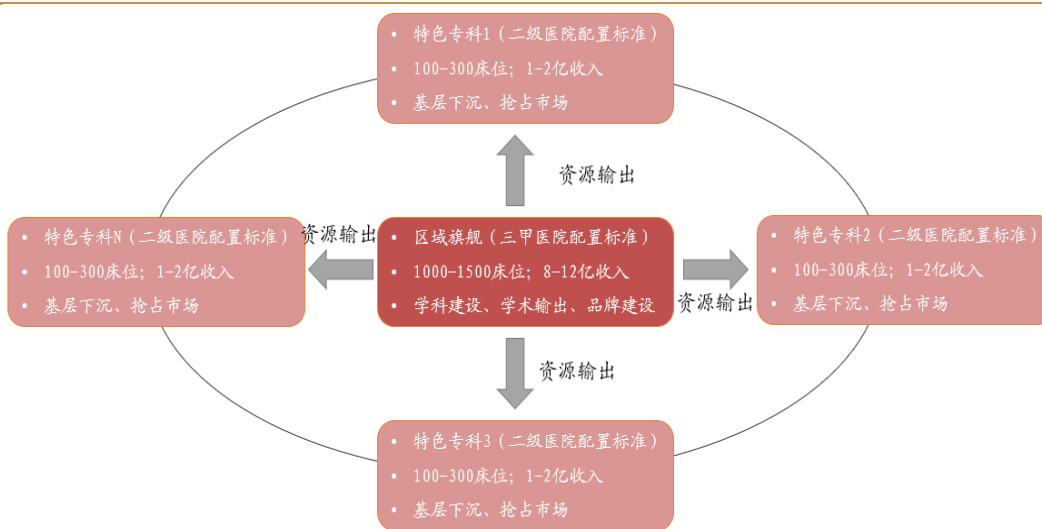 • 特色专科1（二级医院配置标准）
• 100-300床位；1-2亿收入
• 基层下沉、抢占市场
资源输出
• 特色专科N（二级医院配置标准）
• 100-300床位；1-2亿收入
• 基层下沉、抢占市场
资源输出
• 区域旗舰（三甲医院配置标准）
• 1000-1500床位；8-12亿收入
• 学科建设、学术输出、品牌建设
资源输出
• 特色专科2（二级医院配置标准）
• 100-300床位；1-2亿收入
• 基层下沉、抢占市场
资源输出
• 特色专科3（二级医院配置标准）
• 100-300床位；1-2亿收入
• 基层下沉、抢占市场